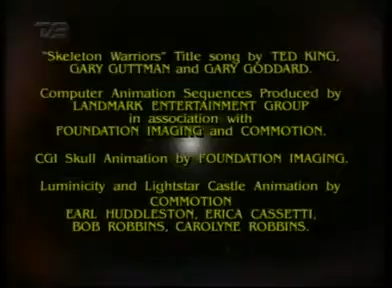 TV2
"Skeleton Warriors" Title song by TED KING,
GARY GUTTMAN and GARY GODDARD.
Computer Animation Sequences Produced by
LANDMARK ENTERTAINMENT GROUP
in association with
FOUNDATION IMAGING and COMMOTION.
CGI Skull Animation by FOUNDATION IMAGING.
Luminicity and Lightstar Castle Animation by
COMMOTION
EARL HUDDLESTON, ERICA CASSETTI,
BOB ROBBINS, CAROLYNE ROBBINS.